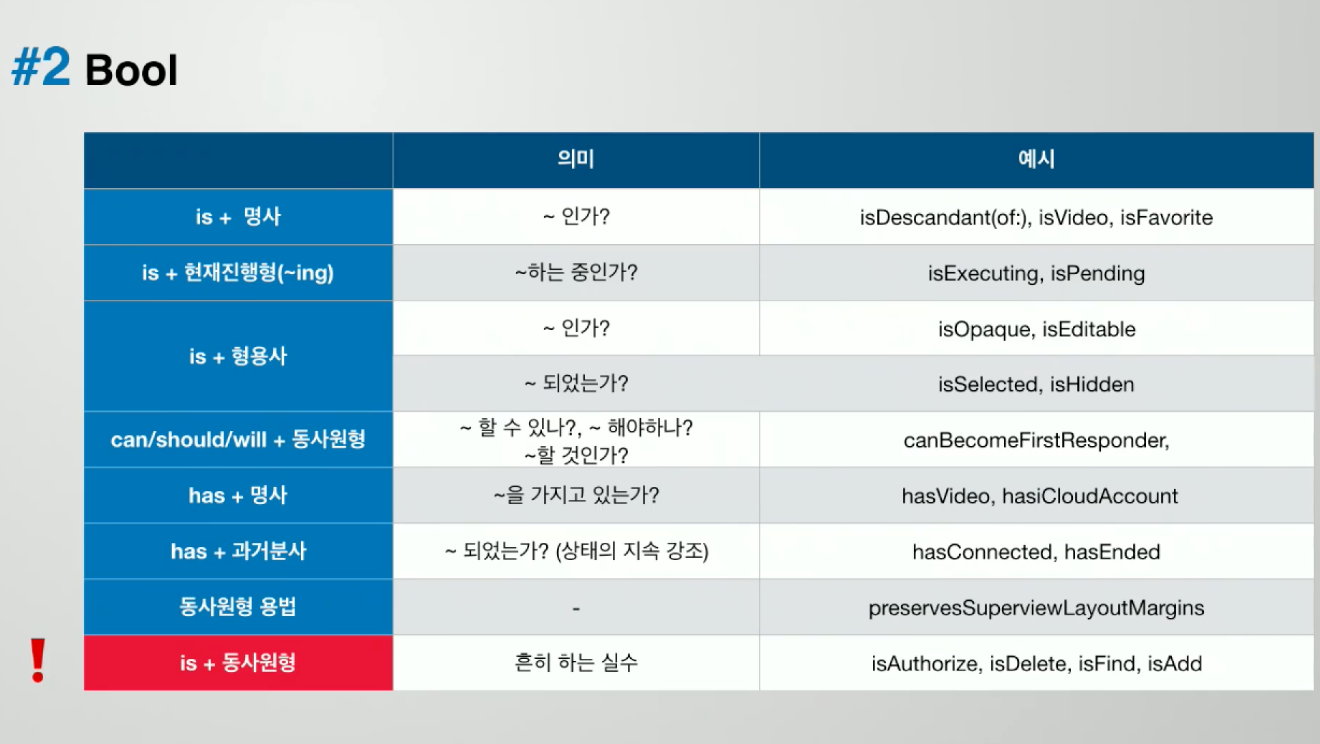 #2 Bool
의미 예시
is + 명사 ~ 인가? isDescandant(of:), isVideo, isFavorite
is + 현재진행형(~ing) ~하는 중인가? isExecuting, isPending
is + 형용사 ~ 인가? isOpaque, isEditable
~ 되었는가? isSelected, isHidden
can/should/will + 동사원형 ~ 할 수 있나?, ~ 해야하나? canBecomeFirstResponder,
~할 것인가?
has + 명사 ~을 가지고 있는가? hasVideo, hasiCloudAccount
has + 과거분사 ~ 되었는가? (상태의 지속 강조) hasConnected, hasEnded
동사원형 용법 - preservesSuperviewLayoutMargins
! is + 동사원형 흔히 하는 실수 isAuthorize, isDelete, isFind, isAdd